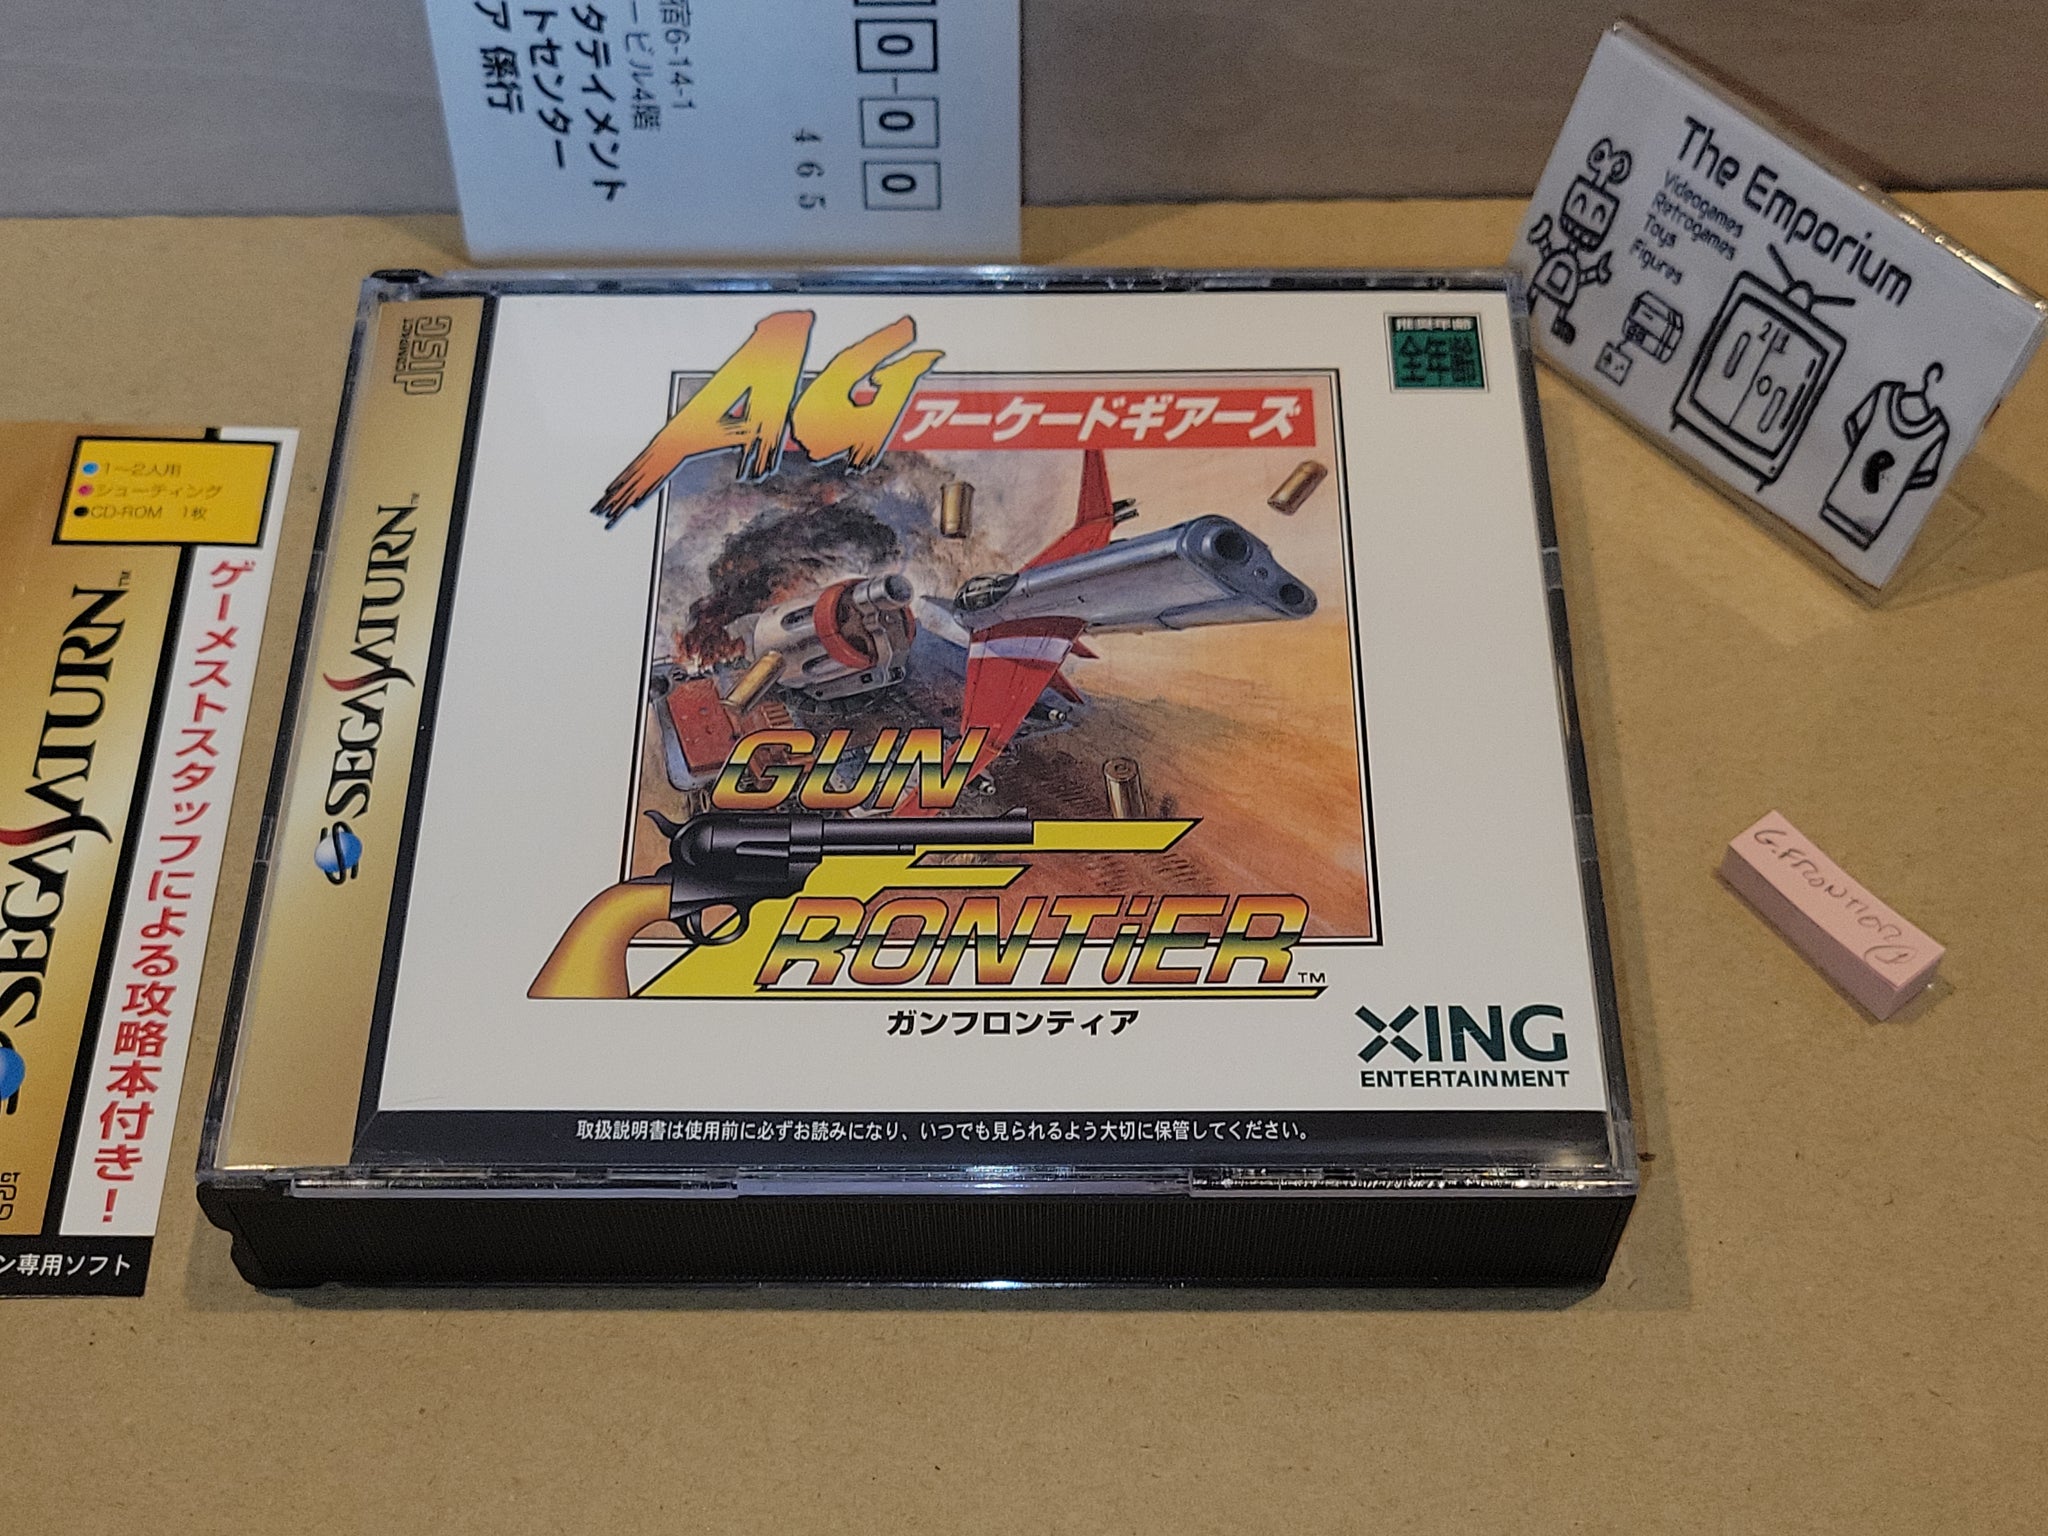 宿6-14-1
ービル4階
タテイメント
トセンター
ア 係行
0-00
465
The Emporium
Videogames
Retrogames
Toys
Figures
COMPACT
disc
SEGA SATURN™
AG
アーケードギアーズ
推奨年齢
全年齢
GUN
FRONTiER™
ガンフロンティア
XING
ENTERTAINMENT
取扱説明書は使用前に必ずお読みになり、いつでも見られるよう大切に保管してください。
●1〜2人用
●シューティング
●CD-ROM 1枚
SEGA SATURN™
ゲーメストスタッフによる攻略本付き!
ン専用ソフト
G.FRONTIER